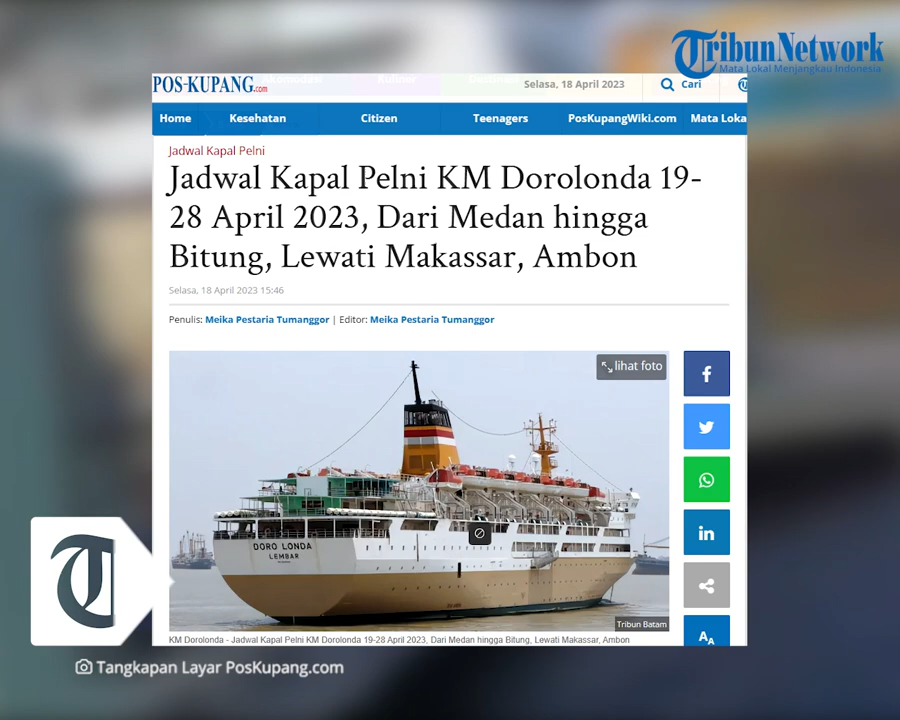 TribunNetwork
Mata Lokal Menjangkau Indonesia
POS-KUPANG.com
Selasa, 18 April 2023
Cari
Home Kesehatan Citizen Teenagers PosKupangWiki.com Mata Loka
Jadwal Kapal Pelni
Jadwal Kapal Pelni KM Dorolonda 19-
28 April 2023, Dari Medan hingga
Bitung, Lewati Makassar, Ambon
Selasa, 18 April 2023 15:46
Penulis: Meika Pestaria Tumanggor | Editor: Meika Pestaria Tumanggor
lihat foto
DORO LONDA
LEMBAR
Tribun Batam
AA
KM Dorolonda - Jadwal Kapal Pelni KM Dorolonda 19-28 April 2023, Dari Medan hingga Bitung, Lewati Makassar, Ambon
T
Tangkapan Layar PosKupang.com